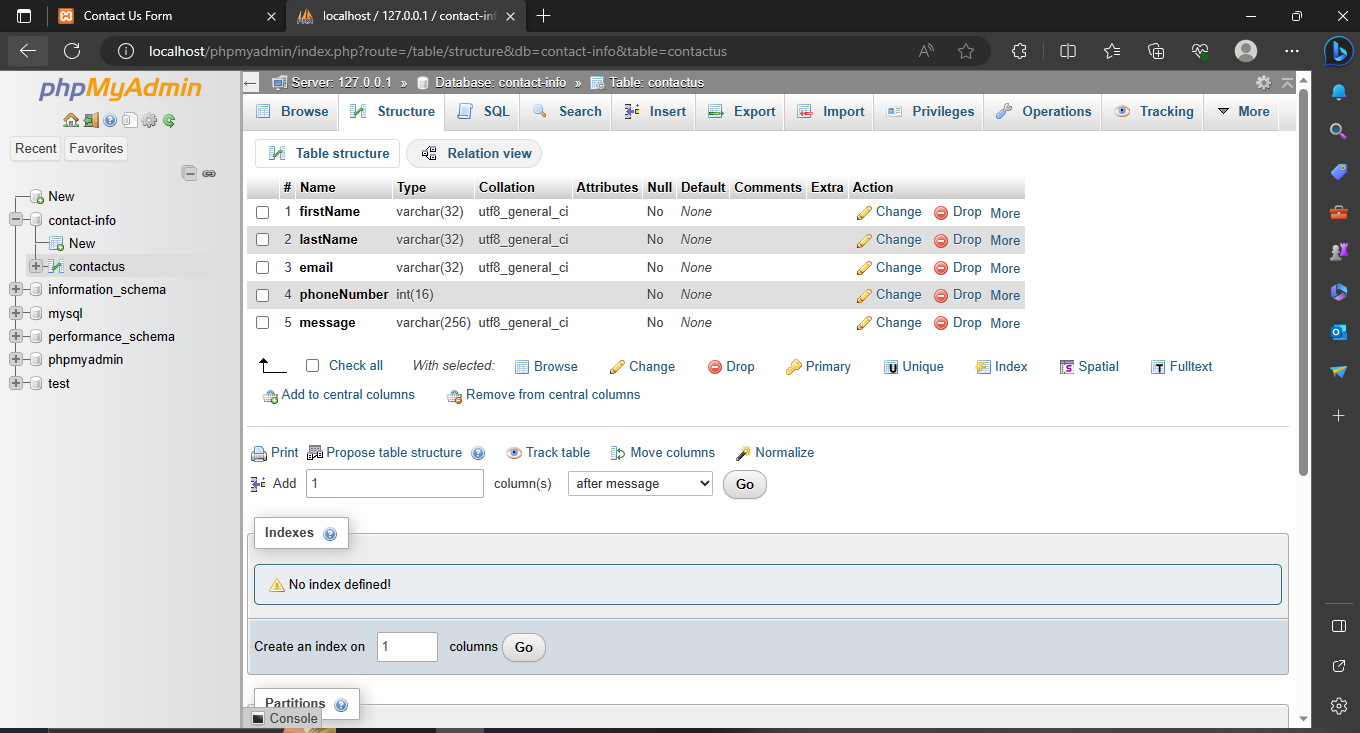 Contact Us Form
localhost / 127.0.0.1 / contact-inf
localhost/phpmyadmin/index.php?route=/table/structure&db=contact-info&table=contactus
phpMyAdmin
Recent Favorites
New
contact-info
New
contactus
information_schema
mysql
performance_schema
phpmyadmin
test
Server: 127.0.0.1 » Database: contact-info » Table: contactus
Browse Structure SQL Search Insert Export Import Privileges Operations Tracking More
Table structure Relation view
# Name Type Collation Attributes Null Default Comments Extra Action
1 firstName varchar(32) utf8_general_ci No None Change Drop More
2 lastName varchar(32) utf8_general_ci No None Change Drop More
3 email varchar(32) utf8_general_ci No None Change Drop More
4 phoneNumber int(16) No None Change Drop More
5 message varchar(256) utf8_general_ci No None Change Drop More
Check all With selected: Browse Change Drop Primary Unique Index Spatial Fulltext
Add to central columns Remove from central columns
Print Propose table structure Track table Move columns Normalize
Add 1 column(s) after message Go
Indexes
No index defined!
Create an index on 1 columns Go
Partitions
Console